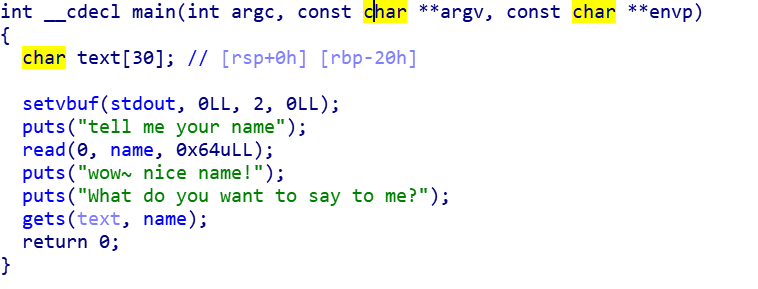 int __cdecl main(int argc, const char **argv, const char **envp)
{
char text[30]; // [rsp+0h] [rbp-20h]
setvbuf(stdout, 0LL, 2, 0LL);
puts("tell me your name");
read(0, name, 0x64uLL);
puts("wow~ nice name!");
puts("What do you want to say to me?");
gets(text, name);
return 0;
}